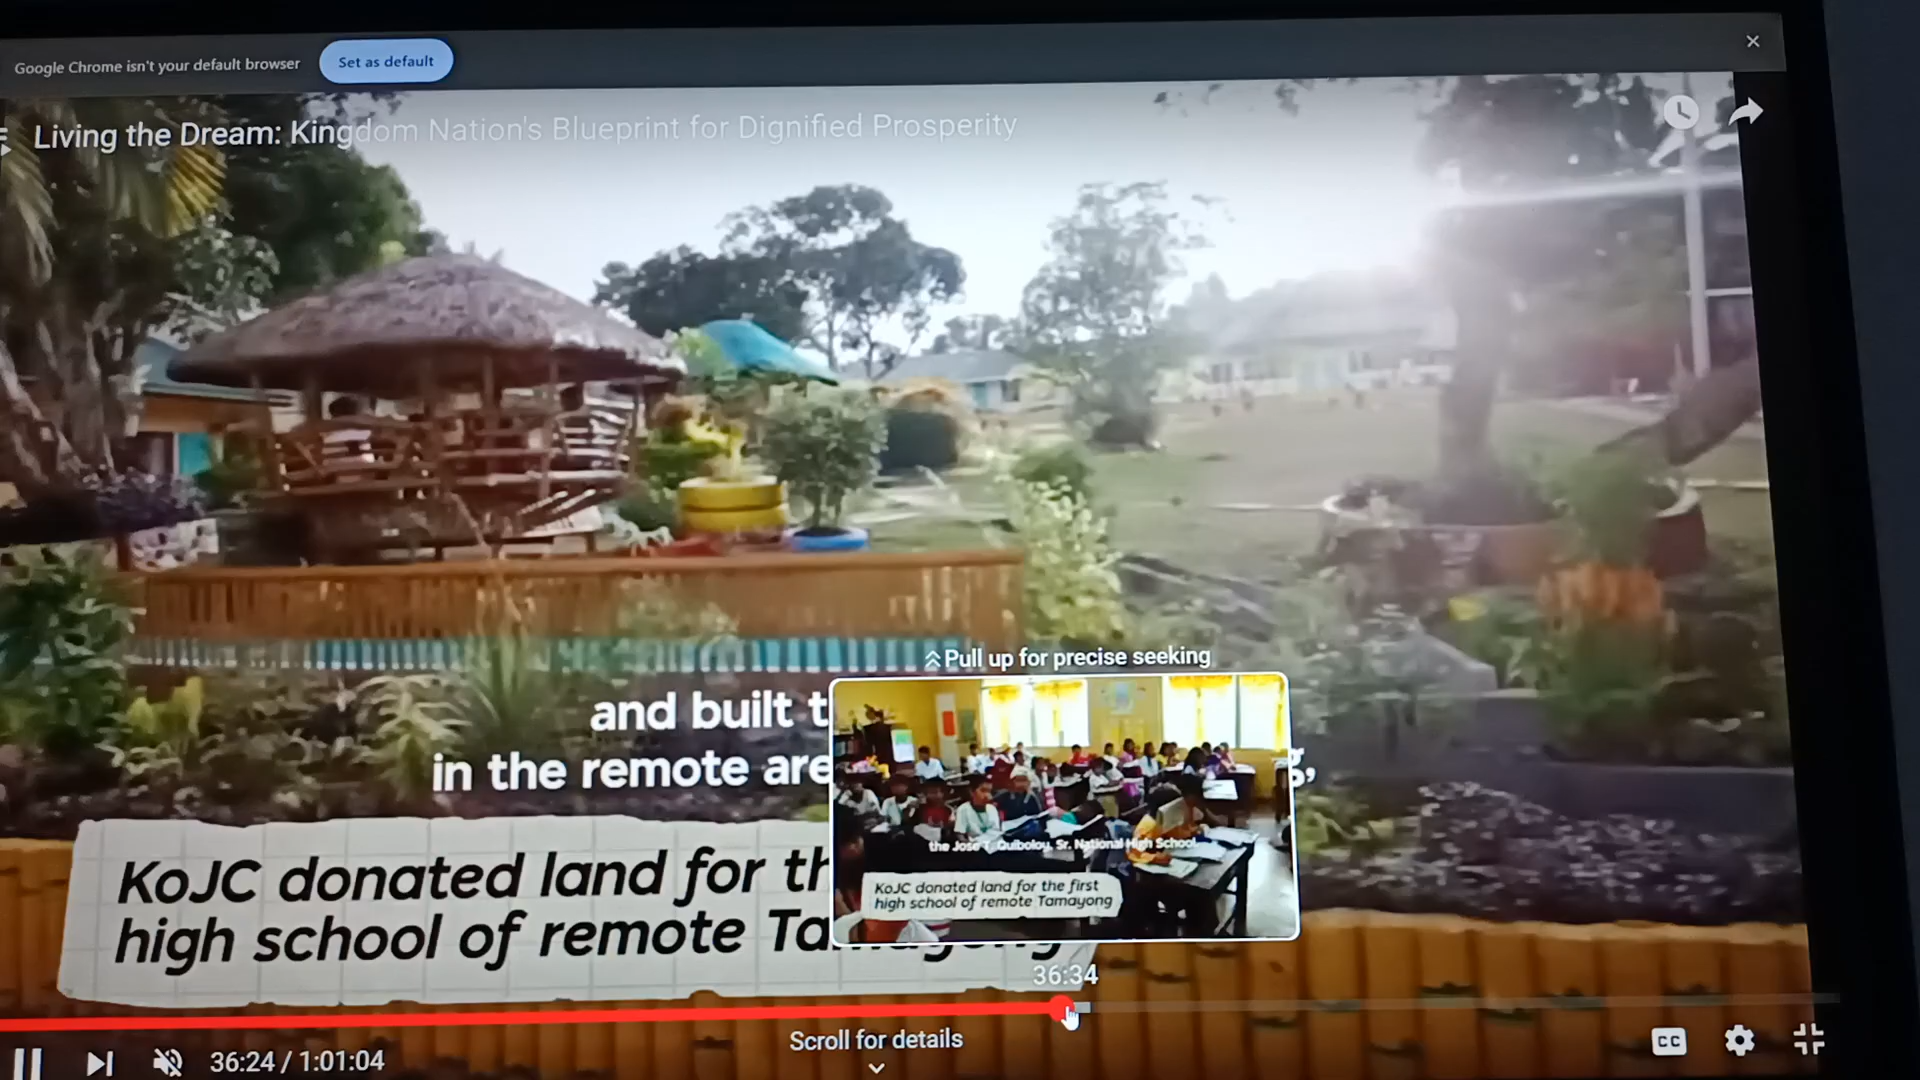 Google Chrome isn't your default browser
Set as default
Living the Dream: Kingdom Nation's Blueprint for Dignified Prosperity
Pull up for precise seeking
and built t
in the remote are
g,
the Jose T. Quiboloy, Sr. National High School
KoJC donated land for the first
high school of remote Tamayong
KoJC donated land for th
high school of remote Tamayong
36:34
Scroll for details
36:24 / 1:01:04
CC